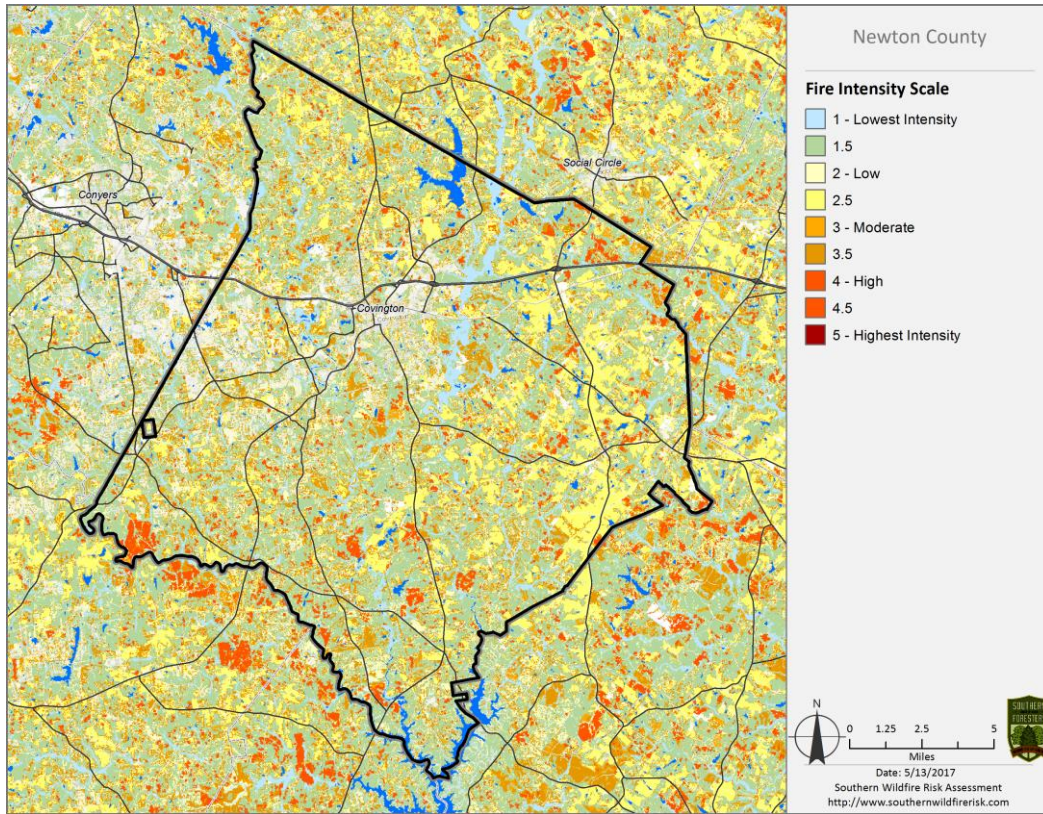 Newton County
Fire Intensity Scale
1 - Lowest Intensity
1.5
2 - Low
2.5
3 - Moderate
3.5
4 - High
4.5
5 - Highest Intensity
Social Circle
Conyers
Covington
N
0 1.25 2.5 5
Miles
SOUTHERN
FORESTERS
Date: 5/13/2017
Southern Wildfire Risk Assessment
http://www.southernwildfirerisk.com